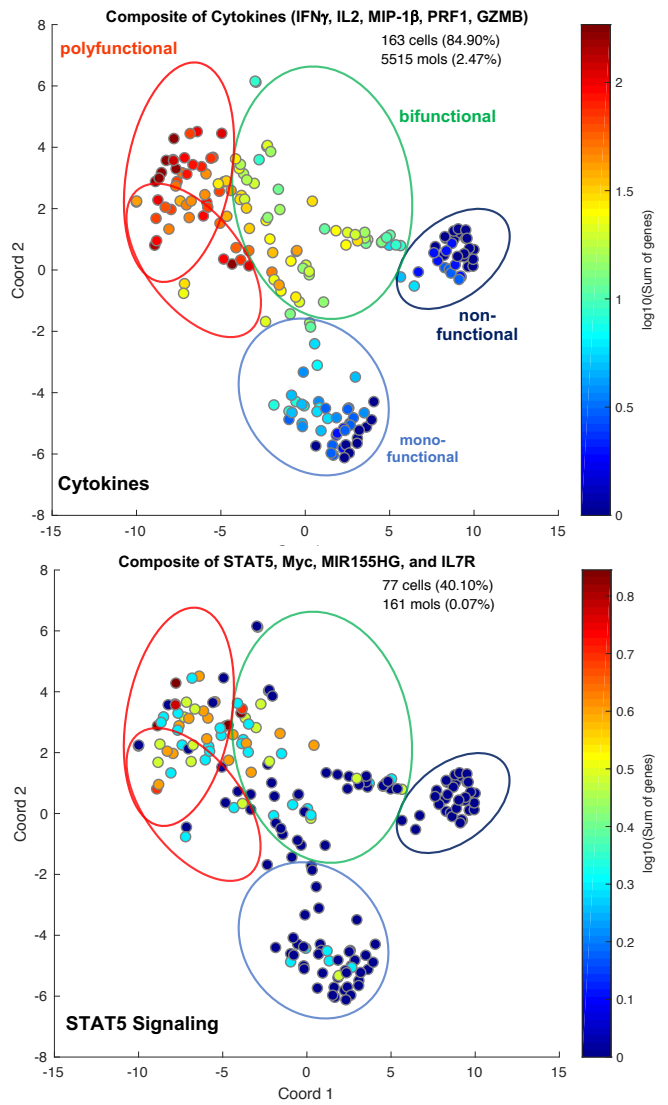 Composite of Cytokines (IFNγ, IL2, MIP-1β, PRF1, GZMB)
163 cells (84.90%)
5515 mols (2.47%)
polyfunctional
bifunctional
non-
functional
mono-
functional
Cytokines
Coord 2
8
6
4
2
0
-2
-4
-6
-8
-15
-10
-5
0
5
10
15
2
1.5
1
0.5
0
log10(Sum of genes)
Composite of STAT5, Myc, MIR155HG, and IL7R
77 cells (40.10%)
161 mols (0.07%)
STAT5 Signaling
Coord 2
8
6
4
2
0
-2
-4
-6
-8
-15
-10
-5
0
5
10
15
Coord 1
0.8
0.7
0.6
0.5
0.4
0.3
0.2
0.1
0
log10(Sum of genes)